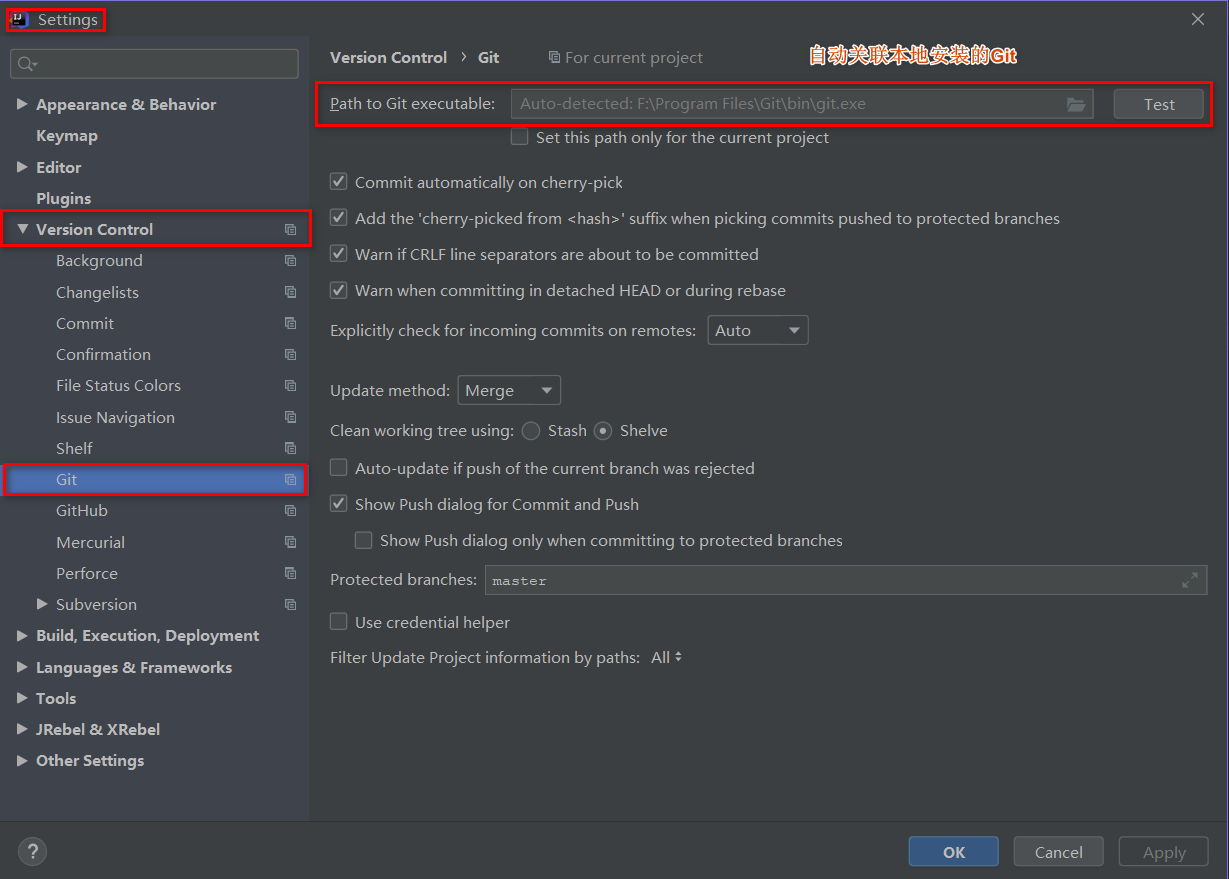 Settings
Version Control › Git For current project
自动关联本地安装的Git
Path to Git executable: Auto-detected: F:\Program Files\Git\bin\git.exe Test
Set this path only for the current project
Appearance & Behavior
Keymap
Editor
Plugins
Version Control
Background
Changelists
Commit
Confirmation
File Status Colors
Issue Navigation
Shelf
Git
GitHub
Mercurial
Perforce
Subversion
Build, Execution, Deployment
Languages & Frameworks
Tools
JRebel & XRebel
Other Settings
Commit automatically on cherry-pick
Add the 'cherry-picked from <hash>' suffix when picking commits pushed to protected branches
Warn if CRLF line separators are about to be committed
Warn when committing in detached HEAD or during rebase
Explicitly check for incoming commits on remotes: Auto
Update method: Merge
Clean working tree using: Stash Shelve
Auto-update if push of the current branch was rejected
Show Push dialog for Commit and Push
Show Push dialog only when committing to protected branches
Protected branches: master
Use credential helper
Filter Update Project information by paths: All
? OK Cancel Apply